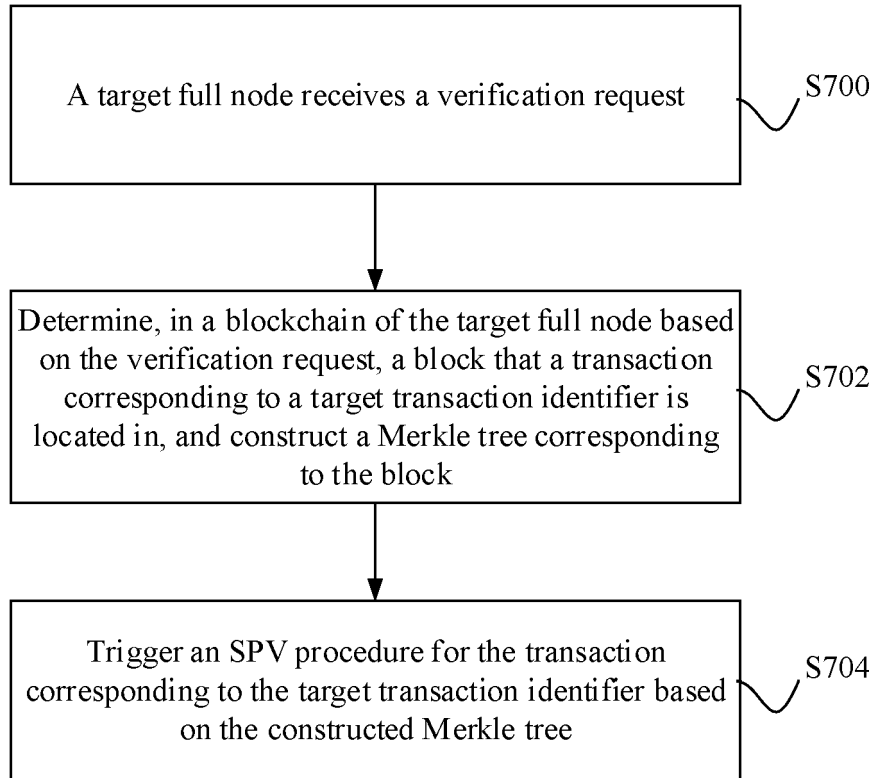 A target full node receives a verification request
S700
Determine, in a blockchain of the target full node based
on the verification request, a block that a transaction
corresponding to a target transaction identifier is
located in, and construct a Merkle tree corresponding
to the block
S702
Trigger an SPV procedure for the transaction
corresponding to the target transaction identifier based
on the constructed Merkle tree
S704